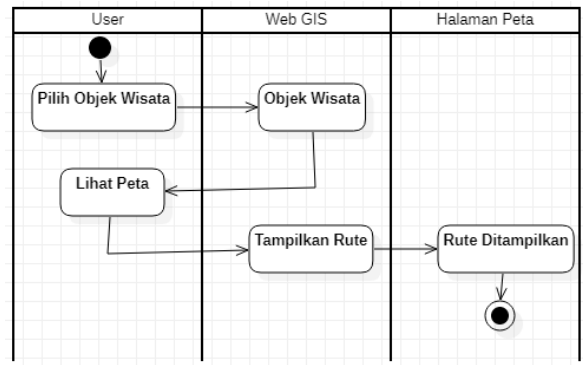 User
Web GIS
Halaman Peta
Pilih Objek Wisata
Objek Wisata
Lihat Peta
Tampilkan Rute
Rute Ditampilkan